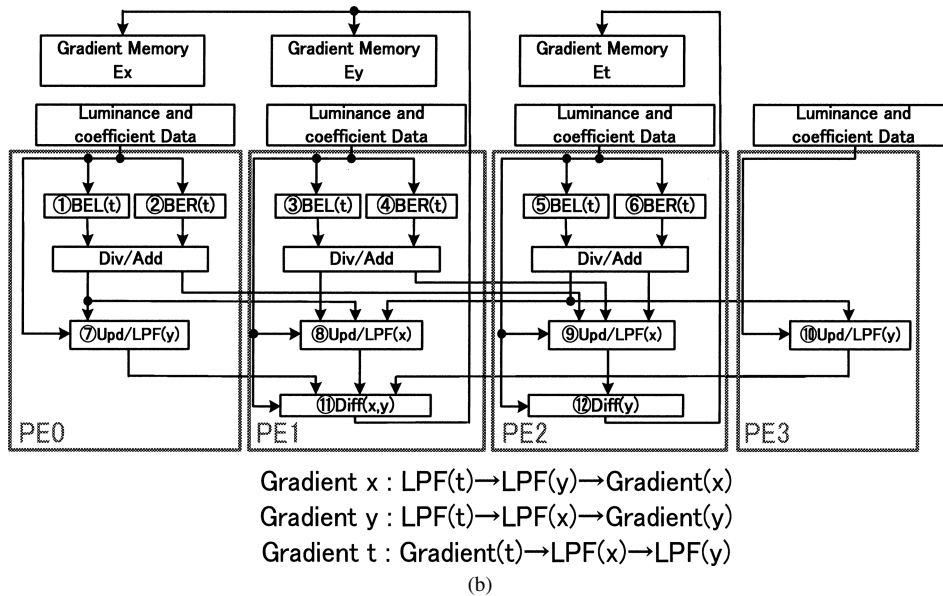 Gradient Memory Ex
Gradient Memory Ey
Gradient Memory Et
Luminance and coefficient Data
Luminance and coefficient Data
Luminance and coefficient Data
Luminance and coefficient Data
①BEL(t)
②BER(t)
③BEL(t)
④BER(t)
⑤BEL(t)
⑥BER(t)
Div/Add
Div/Add
Div/Add
⑦Upd/LPF(y)
⑧Upd/LPF(x)
⑨Upd/LPF(x)
⑩Upd/LPF(y)
⑪Diff(x,y)
⑫Diff(y)
PE0
PE1
PE2
PE3
Gradient x : LPF(t)→LPF(y)→Gradient(x)
Gradient y : LPF(t)→LPF(x)→Gradient(y)
Gradient t : Gradient(t)→LPF(x)→LPF(y)
(b)